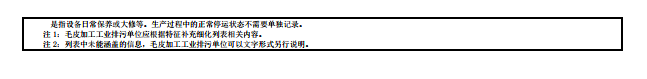 是指设备日常保养或大修等。生产过程中的正常停运状态不需要单独记录。
注 1：毛皮加工工业排污单位应根据特征补充细化列表相关内容。
注 2：列表中未能涵盖的信息，毛皮加工工业排污单位可以文字形式另行说明。